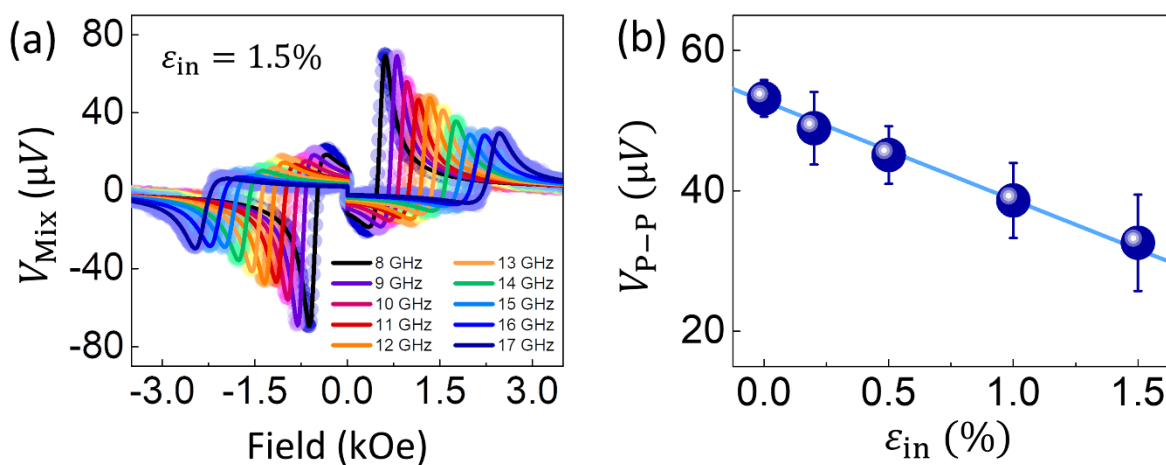 (a)
V_Mix (μV)
80
40
0
-40
-80
ε_in = 1.5%
8 GHz
9 GHz
10 GHz
11 GHz
12 GHz
13 GHz
14 GHz
15 GHz
16 GHz
17 GHz
-3.0 -1.5 0.0 1.5 3.0
Field (kOe)
(b)
V_P−P (μV)
60
40
20
0.0 0.5 1.0 1.5
ε_in (%)